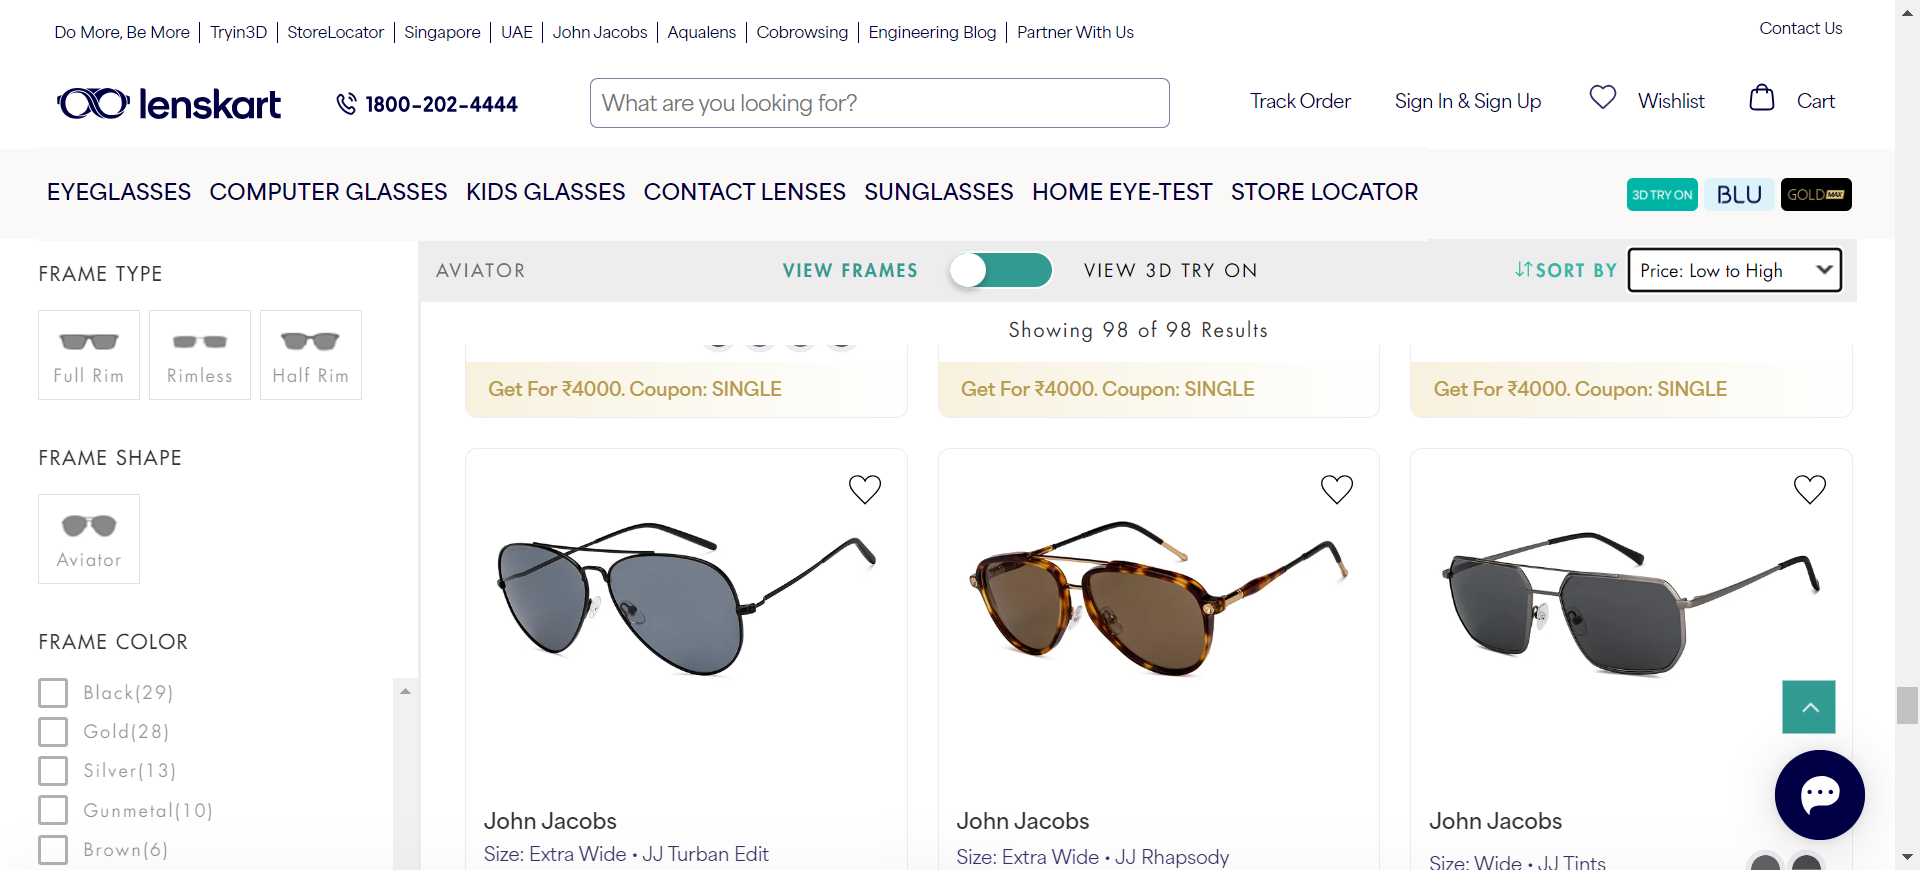 Do More, Be More | Tryin3D | StoreLocator | Singapore | UAE | John Jacobs | Aqualens | Cobrowsing | Engineering Blog | Partner With Us
Contact Us
lenskart
1800-202-4444
What are you looking for?
Track Order
Sign In & Sign Up
Wishlist
Cart
EYEGLASSES COMPUTER GLASSES KIDS GLASSES CONTACT LENSES SUNGLASSES HOME EYE-TEST STORE LOCATOR
3D TRY ON
BLU
GOLD MAX
FRAME TYPE
Full Rim
Rimless
Half Rim
FRAME SHAPE
Aviator
FRAME COLOR
Black(29)
Gold(28)
Silver(13)
Gunmetal(10)
Brown(6)
AVIATOR
VIEW FRAMES
VIEW 3D TRY ON
SORT BY
Price: Low to High
Showing 98 of 98 Results
Get For ₹4000. Coupon: SINGLE
Get For ₹4000. Coupon: SINGLE
Get For ₹4000. Coupon: SINGLE
John Jacobs
Size: Extra Wide • JJ Turban Edit
John Jacobs
Size: Extra Wide • JJ Rhapsody
John Jacobs
Size: Wide • JJ Tints